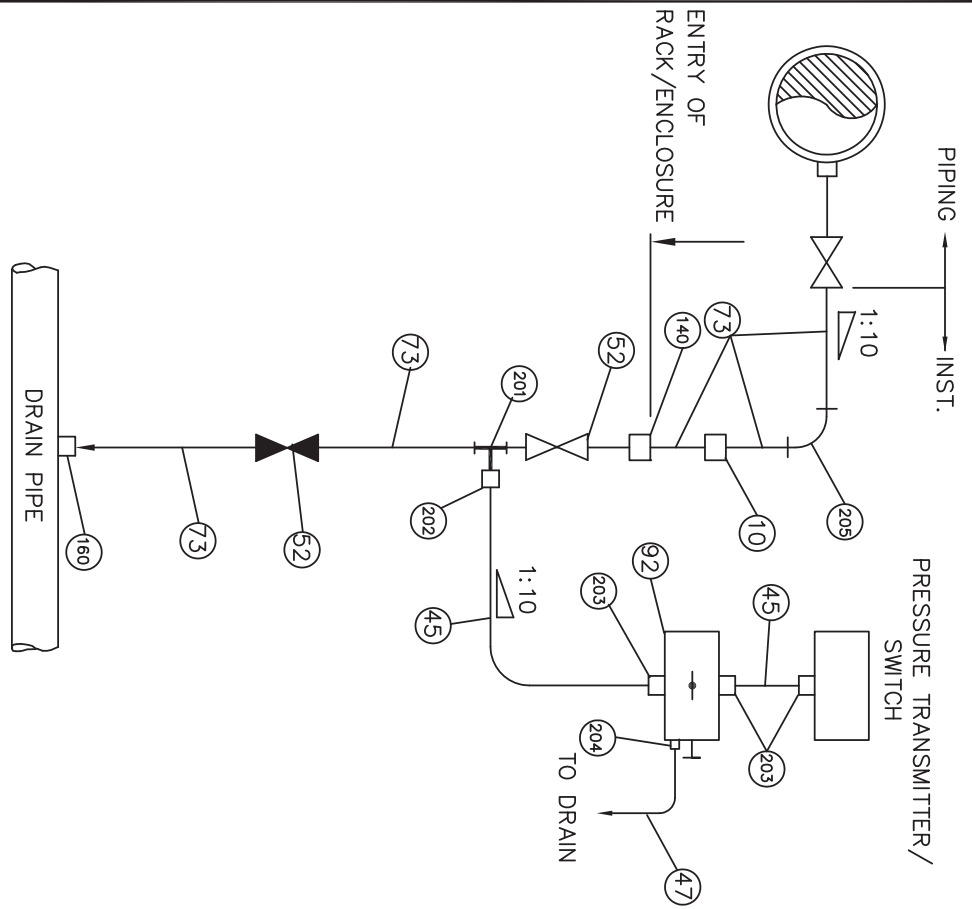 ENTRY OF
RACK/ENCLOSURE
PIPING
INST.
1:10
73
140
52
10
205
73
201
202
52
73
160
DRAIN PIPE
1:10
45
92
203
45
203
204
47
TO DRAIN
PRESSURE TRANSMITTER/
SWITCH